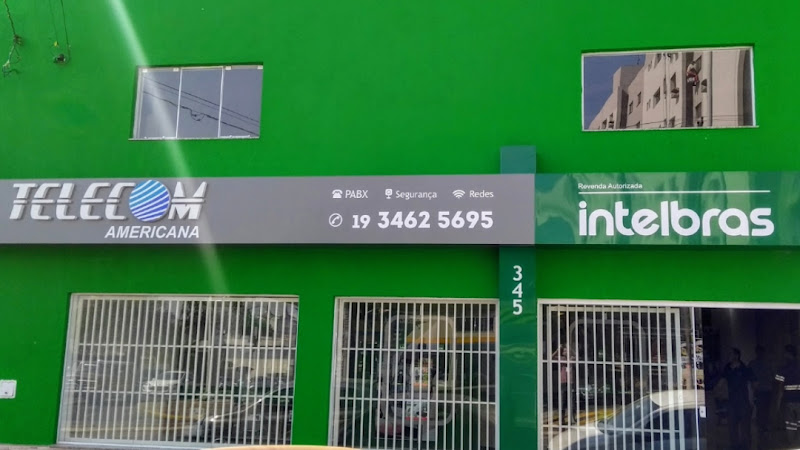 TELECOM
AMERICANA
PABX Segurança Redes
19 3462 5695
Revenda Autorizada
intelbras
345